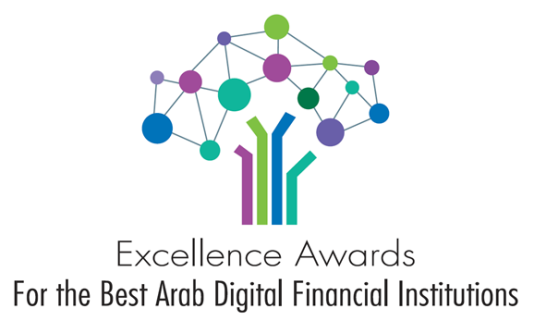 Excellence Awards
For the Best Arab Digital Financial Institutions